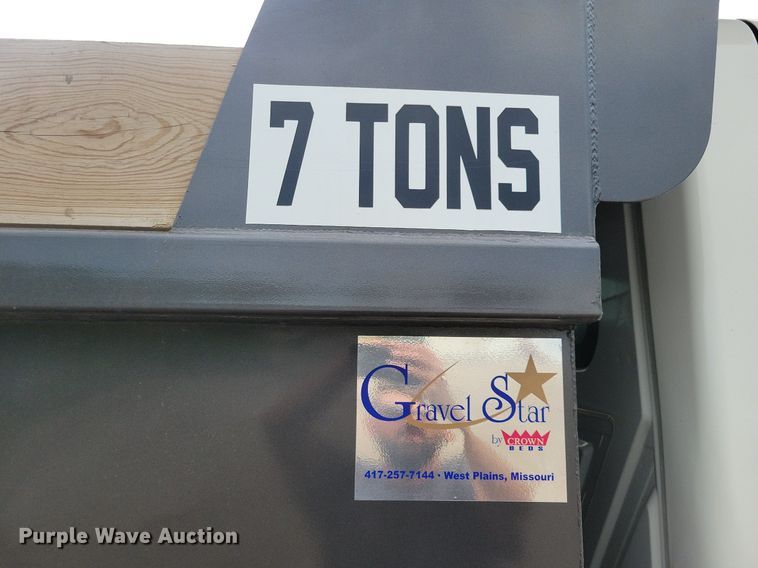 7 TONS
Gravel Star
by CROWN
BEDS
417-257-7144 · West Plains, Missouri
Purple Wave Auction